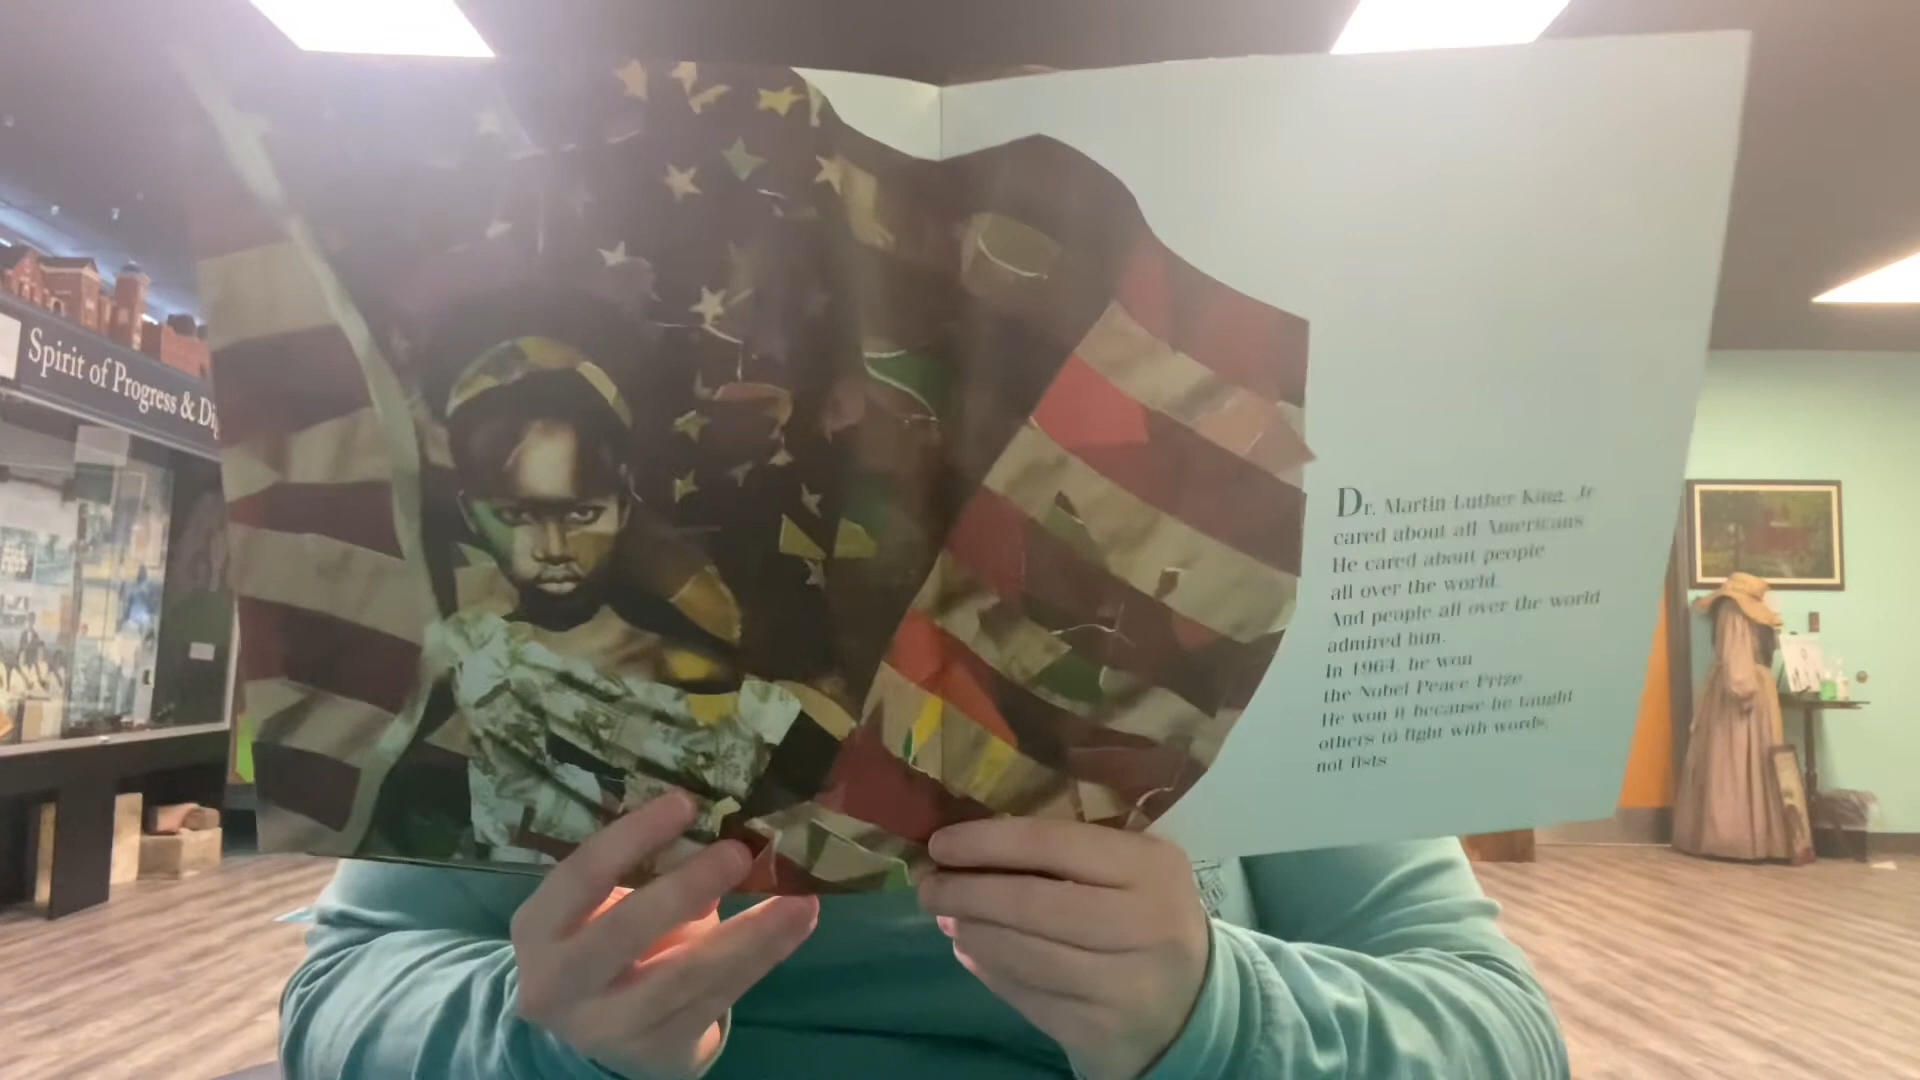 Spirit of Progress & Di
Dr. Martin Luther King, Jr
cared about all Americans
He cared about people
all over the world.
And people all over the world
admired him.
In 1964, he won
the Nobel Peace Prize
He won it because he taught
others to fight with words,
not fists